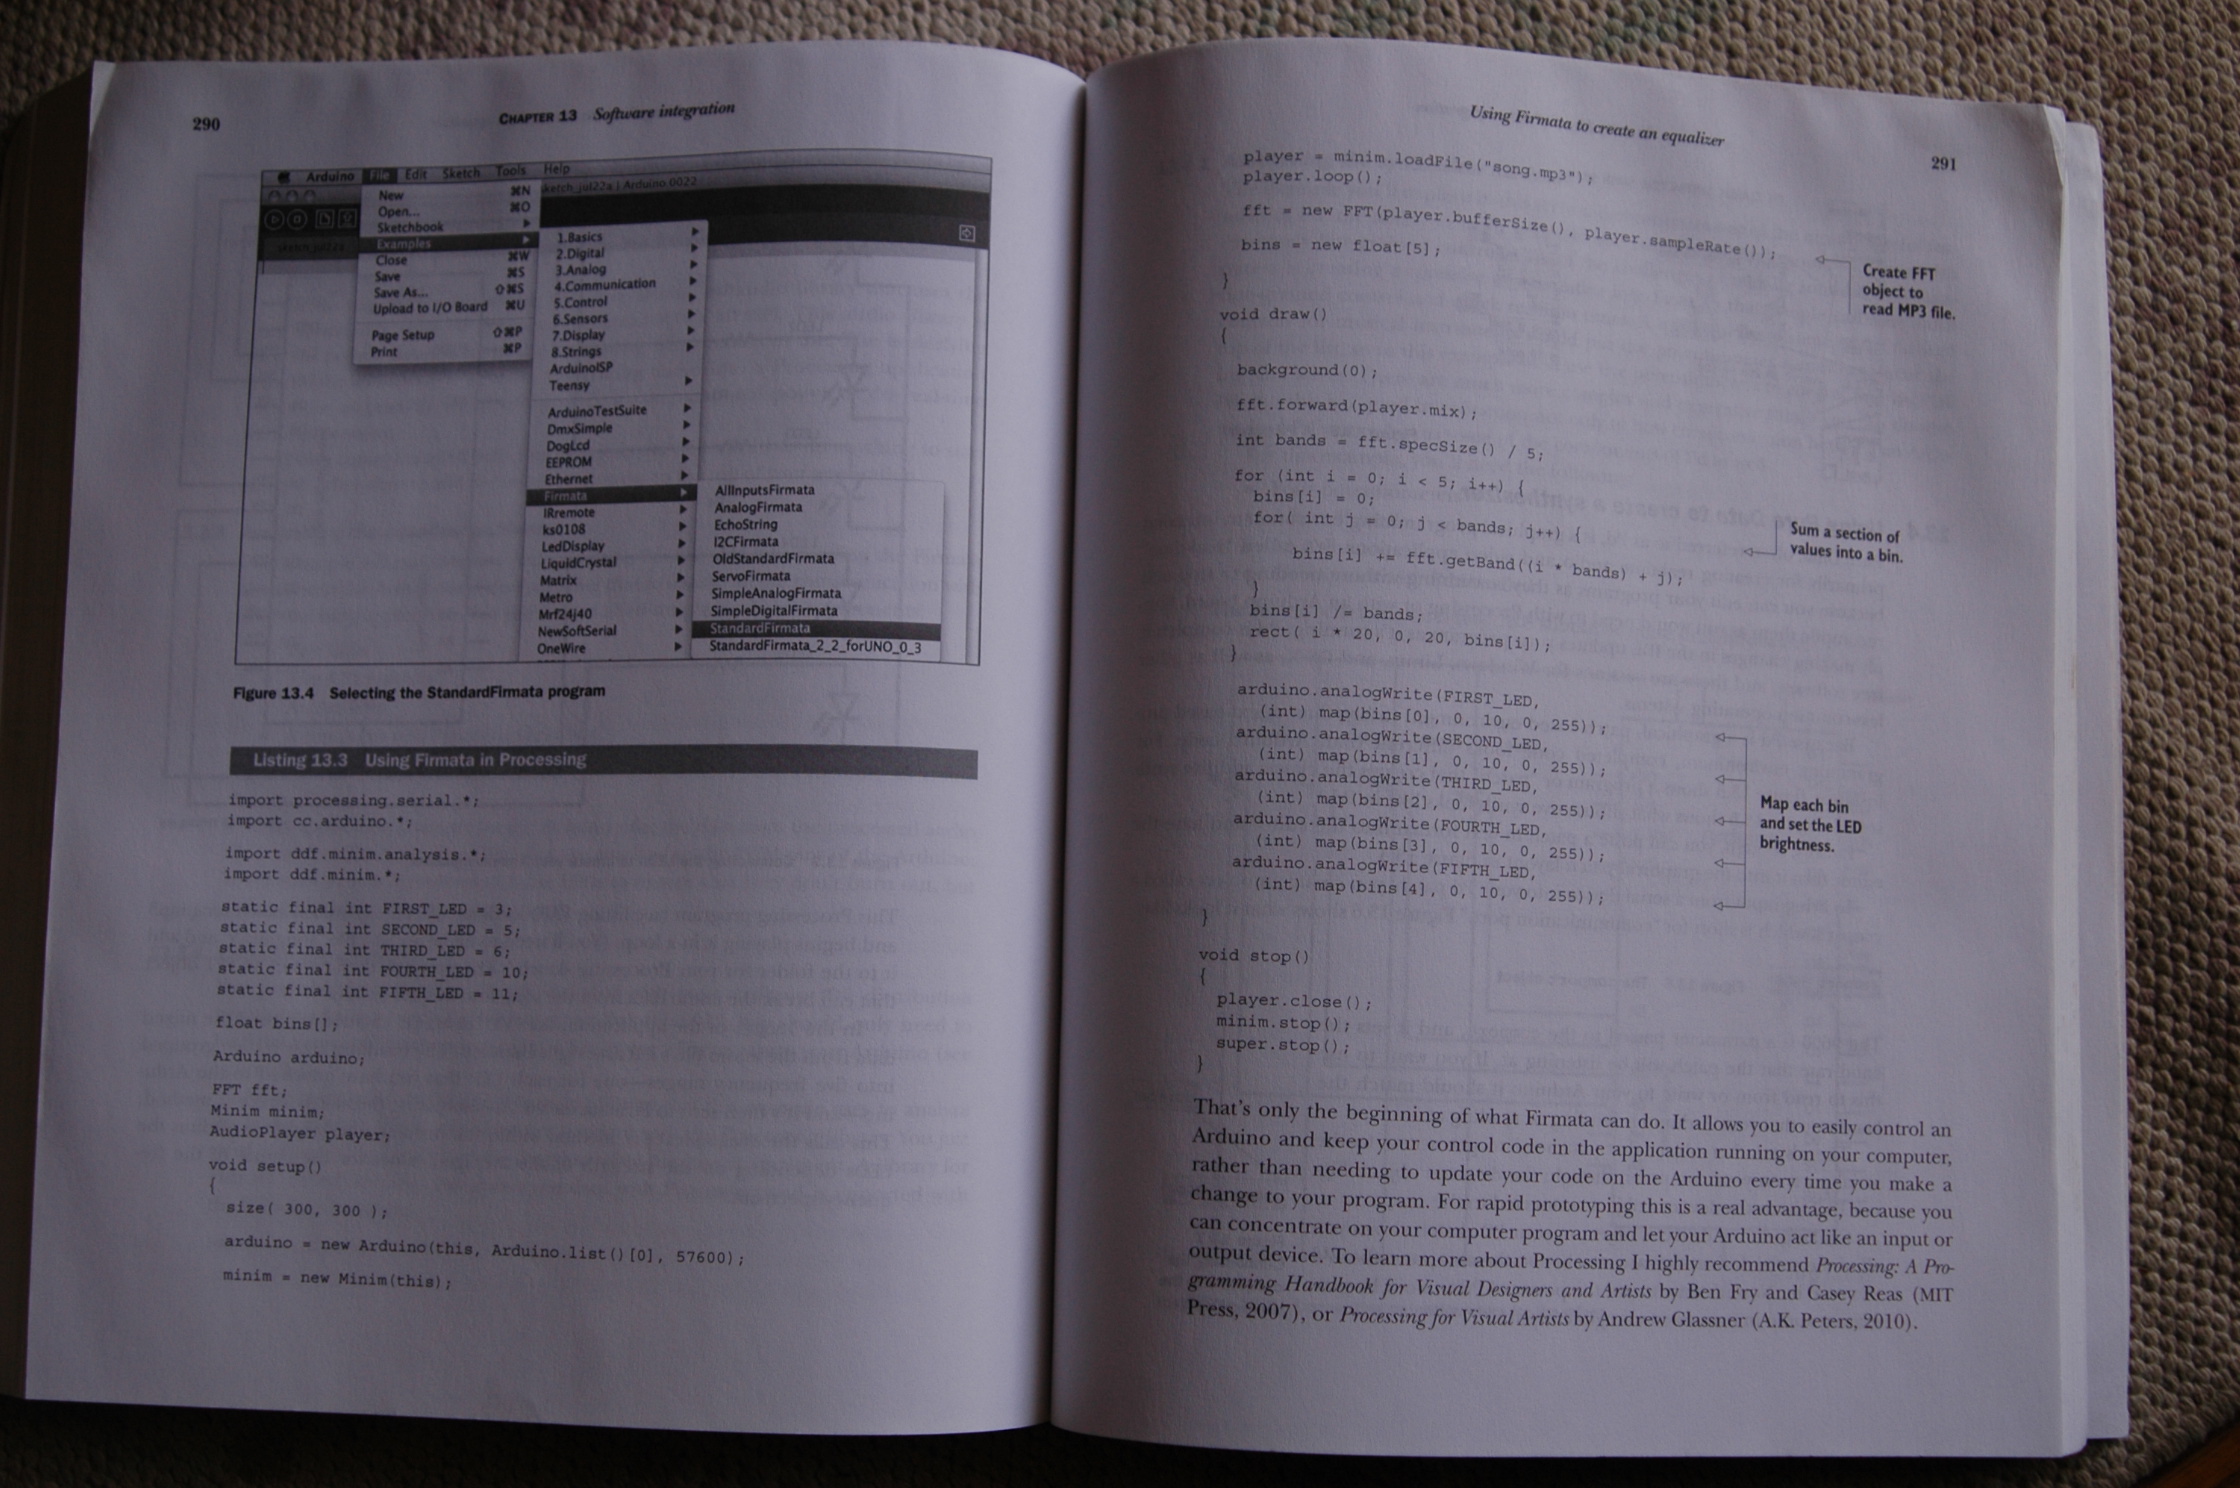 290
CHAPTER 13 Software integration
Arduino File Edit Sketch Tools Help
sketch_jul22a | Arduino 0022
New ⌘N
Open... ⌘O
Sketchbook ▶
Examples ▶
Close ⌘W
Save ⌘S
Save As... ⇧⌘S
Upload to I/O Board ⌘U
Page Setup ⇧⌘P
Print ⌘P
1.Basics ▶
2.Digital ▶
3.Analog ▶
4.Communication ▶
5.Control ▶
6.Sensors ▶
7.Display ▶
8.Strings ▶
ArduinoISP
Teensy ▶
ArduinoTestSuite ▶
DmxSimple ▶
DogLcd ▶
EEPROM ▶
Ethernet ▶
Firmata ▶
IRremote ▶
ks0108 ▶
LedDisplay ▶
LiquidCrystal ▶
Matrix ▶
Metro ▶
Mrf24j40 ▶
NewSoftSerial ▶
OneWire ▶
AllInputsFirmata
AnalogFirmata
EchoString
I2CFirmata
OldStandardFirmata
ServoFirmata
SimpleAnalogFirmata
SimpleDigitalFirmata
StandardFirmata
StandardFirmata_2_2_forUNO_0_3
Figure 13.4 Selecting the StandardFirmata program
Listing 13.3 Using Firmata in Processing
import processing.serial.*;
import cc.arduino.*;
import ddf.minim.analysis.*;
import ddf.minim.*;
static final int FIRST_LED = 3;
static final int SECOND_LED = 5;
static final int THIRD_LED = 6;
static final int FOURTH_LED = 10;
static final int FIFTH_LED = 11;
float bins[];
Arduino arduino;
FFT fft;
Minim minim;
AudioPlayer player;
void setup()
{
size( 300, 300 );
arduino = new Arduino(this, Arduino.list()[0], 57600);
minim = new Minim(this);
Using Firmata to create an equalizer
291
player = minim.loadFile("song.mp3");
player.loop();
fft = new FFT(player.bufferSize(), player.sampleRate());
bins = new float[5];
Create FFT
object to
read MP3 file.
}
void draw()
{
background(0);
fft.forward(player.mix);
int bands = fft.specSize() / 5;
for (int i = 0; i < 5; i++) {
bins[i] = 0;
for( int j = 0; j < bands; j++) {
bins[i] += fft.getBand((i * bands) + j);
Sum a section of
values into a bin.
}
bins[i] /= bands;
rect( i * 20, 0, 20, bins[i]);
}
arduino.analogWrite(FIRST_LED,
(int) map(bins[0], 0, 10, 0, 255));
arduino.analogWrite(SECOND_LED,
(int) map(bins[1], 0, 10, 0, 255));
arduino.analogWrite(THIRD_LED,
(int) map(bins[2], 0, 10, 0, 255));
arduino.analogWrite(FOURTH_LED,
(int) map(bins[3], 0, 10, 0, 255));
arduino.analogWrite(FIFTH_LED,
(int) map(bins[4], 0, 10, 0, 255));
Map each bin
and set the LED
brightness.
}
void stop()
{
player.close();
minim.stop();
super.stop();
}
That's only the beginning of what Firmata can do. It allows you to easily control an
Arduino and keep your control code in the application running on your computer,
rather than needing to update your code on the Arduino every time you make a
change to your program. For rapid prototyping this is a real advantage, because you
can concentrate on your computer program and let your Arduino act like an input or
output device. To learn more about Processing I highly recommend Processing: A Pro-
gramming Handbook for Visual Designers and Artists by Ben Fry and Casey Reas (MIT
Press, 2007), or Processing for Visual Artists by Andrew Glassner (A.K. Peters, 2010).